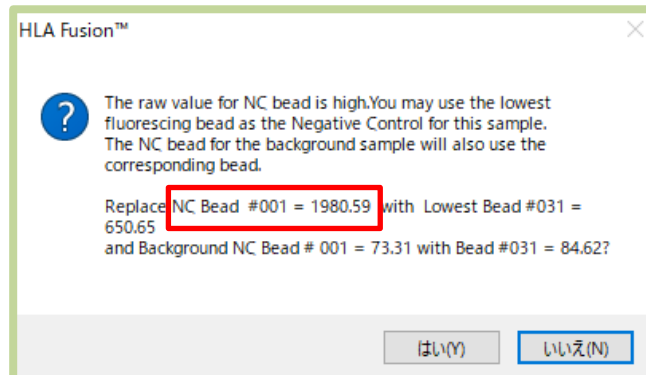 HLA Fusion™
The raw value for NC bead is high.You may use the lowest
fluorescing bead as the Negative Control for this sample.
The NC bead for the background sample will also use the
corresponding bead.
Replace NC Bead #001 = 1980.59 with Lowest Bead #031 =
650.65
and Background NC Bead # 001 = 73.31 with Bead #031 = 84.62?
はい(Y)
いいえ(N)